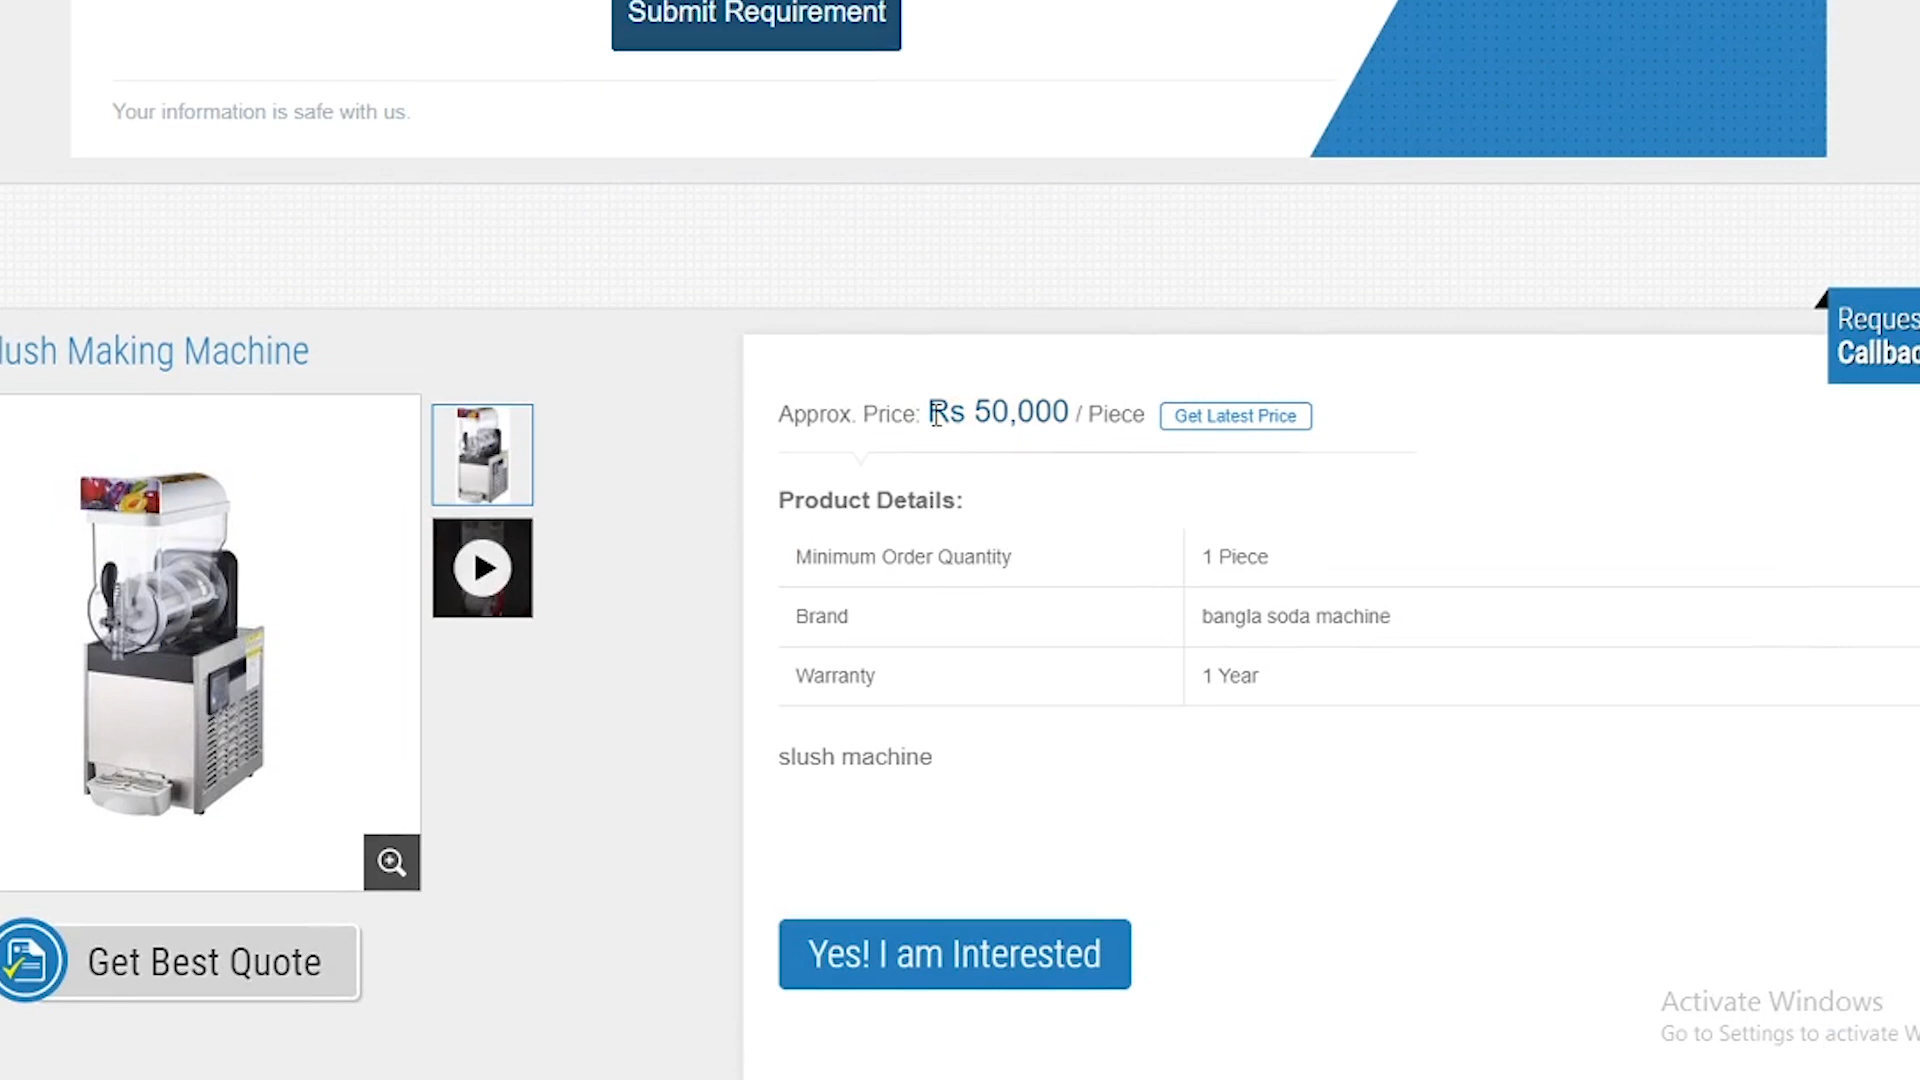 Submit Requirement
Your information is safe with us.
Reques
Callbac
lush Making Machine
Approx. Price: Rs 50,000 / Piece Get Latest Price
Product Details:
Minimum Order Quantity 1 Piece
Brand bangla soda machine
Warranty 1 Year
slush machine
Get Best Quote
Yes! I am Interested
Activate Windows
Go to Settings to activate W